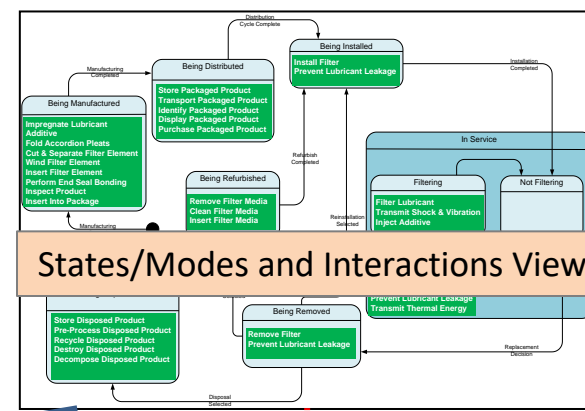 Distribution
Cycle Complete
Being Installed
Install Filter
Prevent Lubricant Leakage
Installation
Completed
Manufacturing
Completed
Being Distributed
Store Packaged Product
Transport Packaged Product
Identify Packaged Product
Display Packaged Product
Purchase Packaged Product
Being Manufactured
Impregnate Lubricant
Additive
Fold Accordion Pleats
Cut & Separate Filter Element
Wind Filter Element
Insert Filter Element
Perform End Seal Bonding
Inspect Product
Insert Into Package
Refurbish
Completed
In Service
Being Refurbished
Remove Filter Media
Clean Filter Media
Insert Filter Media
Filtering
Filter Lubricant
Transmit Shock & Vibration
Inject Additive
Not Filtering
Manufacturing
Reinstallation
Selected
States/Modes and Interactions View
Prevent Lubricant Leakage
Transmit Thermal Energy
Store Disposed Product
Pre-Process Disposed Product
Recycle Disposed Product
Destroy Disposed Product
Decompose Disposed Product
Being Removed
Remove Filter
Prevent Lubricant Leakage
Replacement
Decision
Disposal
Selected